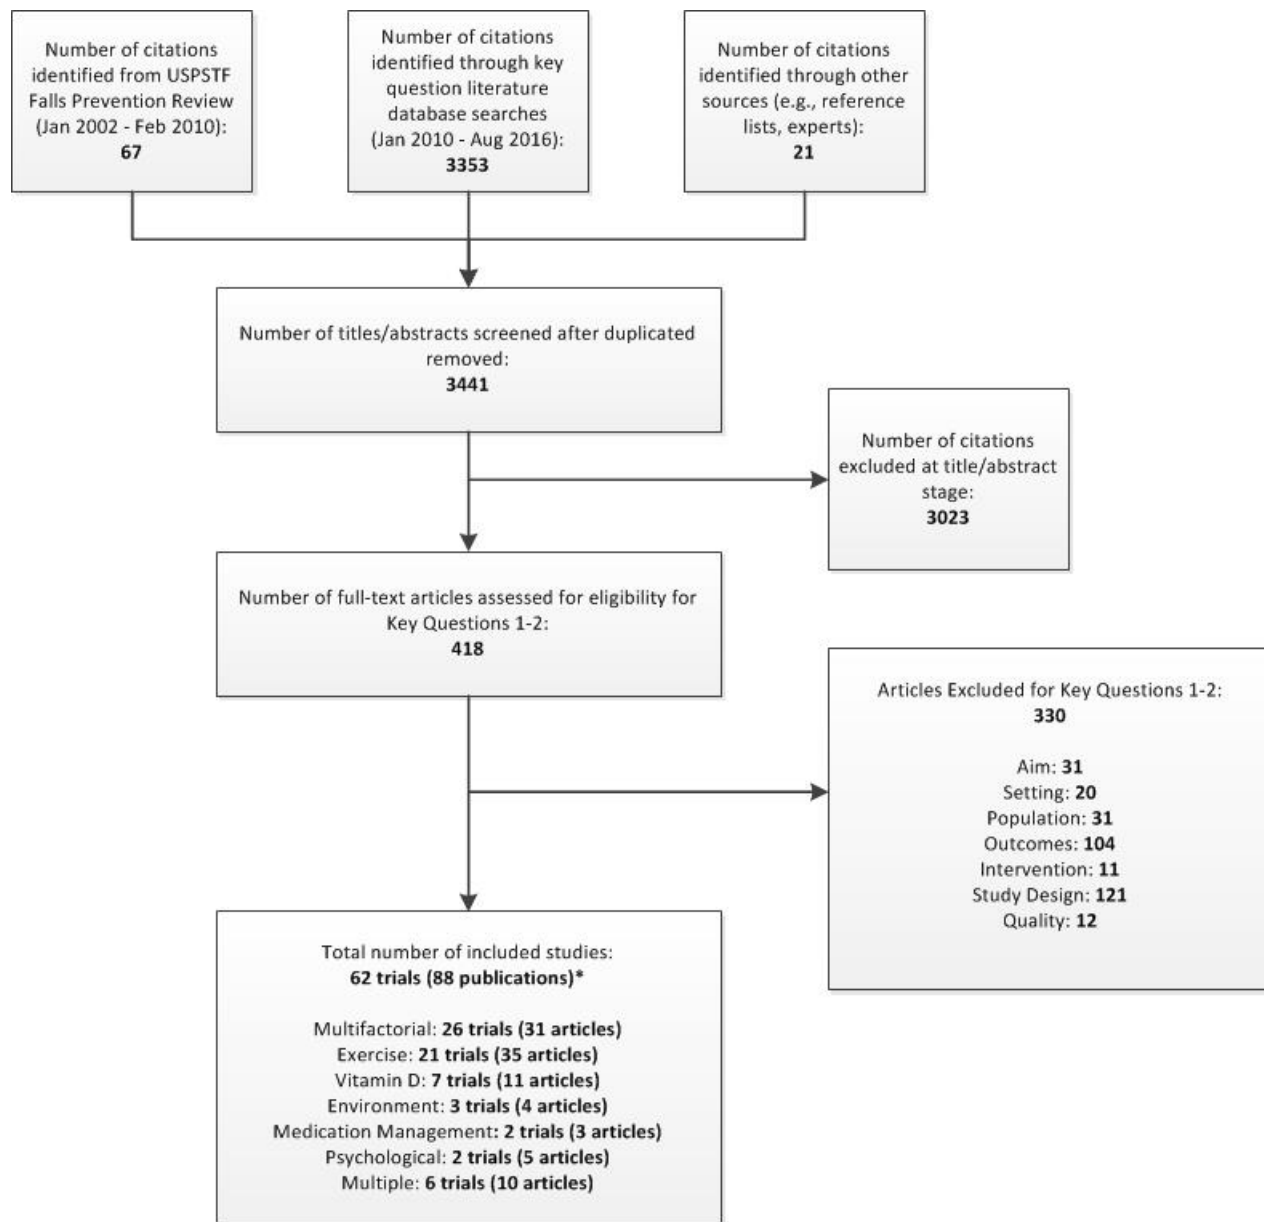 Number of citations
identified from USPSTF
Falls Prevention Review
(Jan 2002 - Feb 2010):
67
Number of citations
identified through key
question literature
database searches
(Jan 2010 - Aug 2016):
3353
Number of citations
identified through other
sources (e.g., reference
lists, experts):
21
Number of titles/abstracts screened after duplicated
removed:
3441
Number of citations
excluded at title/abstract
stage:
3023
Number of full-text articles assessed for eligibility for
Key Questions 1-2:
418
Articles Excluded for Key Questions 1-2:
330
Aim: 31
Setting: 20
Population: 31
Outcomes: 104
Intervention: 11
Study Design: 121
Quality: 12
Total number of included studies:
62 trials (88 publications)*
Multifactorial: 26 trials (31 articles)
Exercise: 21 trials (35 articles)
Vitamin D: 7 trials (11 articles)
Environment: 3 trials (4 articles)
Medication Management: 2 trials (3 articles)
Psychological: 2 trials (5 articles)
Multiple: 6 trials (10 articles)